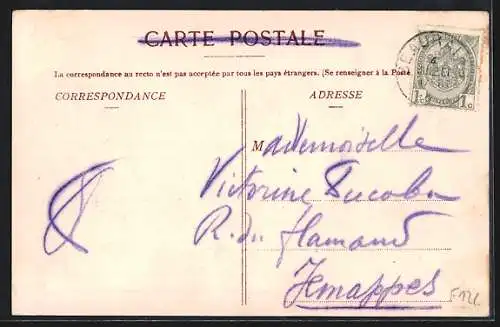 CARTE POSTALE
La correspondance au recto n'est pas acceptée par tous les pays étrangers. (Se renseigner à la Poste
CORRESPONDANCE
ADRESSE
Mademoiselle
Victorine
R. du flamand
Jemappes